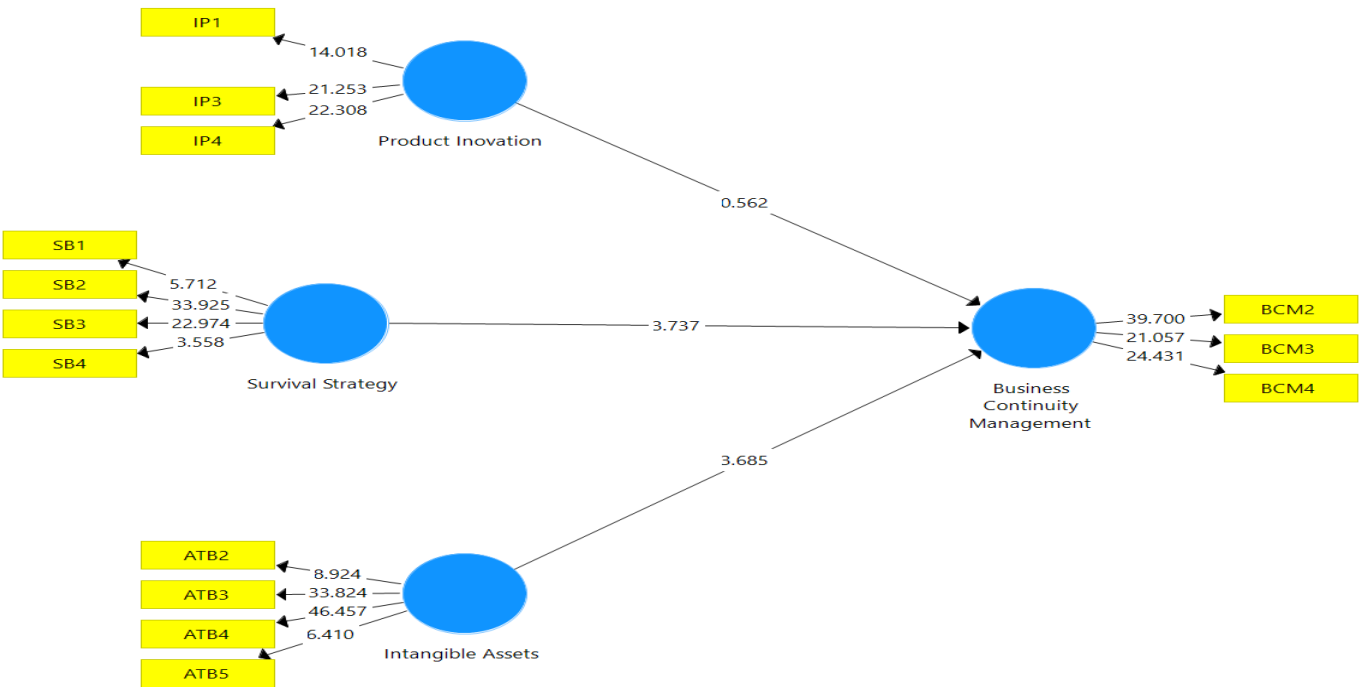 IP1
14.018
21.253
IP3
22.308
IP4
Product Inovation
0.562
SB1
5.712
SB2
33.925
SB3
22.974
3.558
SB4
Survival Strategy
3.737
39.700
BCM2
21.057
BCM3
24.431
BCM4
Business
Continuity
Management
3.685
ATB2
8.924
ATB3
33.824
46.457
ATB4
6.410
ATB5
Intangible Assets